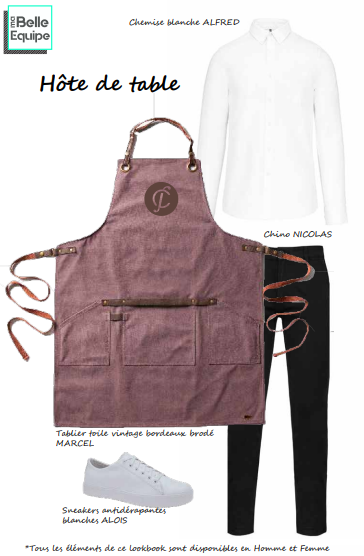 ma
Belle
Equipe
Chemise blanche ALFRED
Hôte de table
Chino NICOLAS
Tablier toile vintage bordeaux brodé
MARCEL
Sneakers antidérapantes
blanches ALOIS
*Tous les éléments de ce lookbook sont disponibles en Homme et Femme